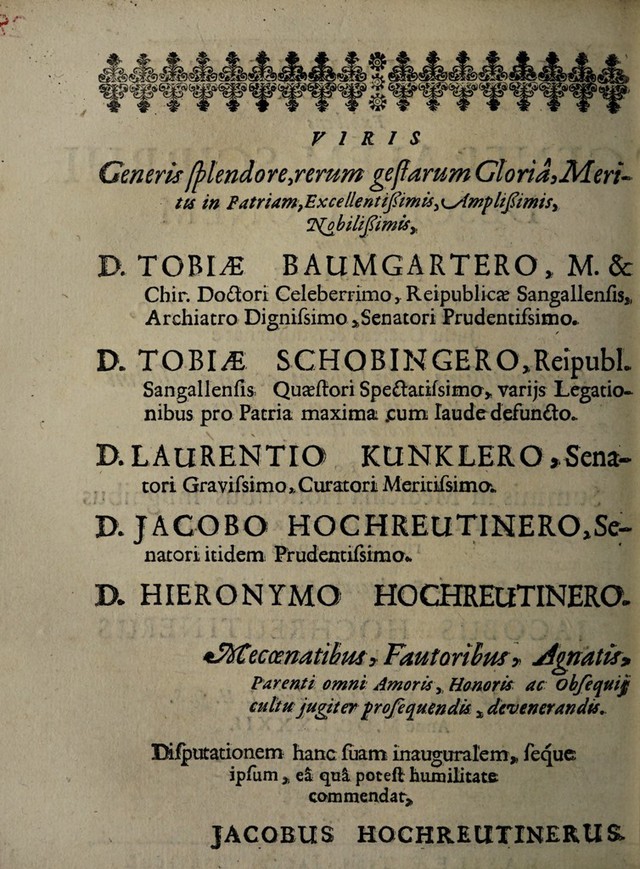 VIRIS
Generis ſplendore, rerum geſtarum Gloriâ, Meri-
tis in Patriam, Excellentiſſimis, Ampliſſimis,
Nobiliſſimis,
D. TOBIÆ BAUMGARTERO, M. &
Chir. Doctori Celeberrimo, Reipublicæ Sangallenſis,
Archiatro Digniſsimo, Senatori Prudentiſsimo.
D. TOBIÆ SCHOBINGERO, Reipubl.
Sangallenſis Quæſtori Spectatiſsimo, varijs Legatio-
nibus pro Patria maxima cum laude defuncto.
D. LAURENTIO KUNKLERO, Sena-
tori Graviſsimo, Curatori Meritiſsimo.
D. JACOBO HOCHREUTINERO, Se-
natori itidem Prudentiſsimo.
D. HIERONYMO HOCHREUTINERO.
Mecœnatibus, Fautoribus, Agnatis,
Parenti omni Amoris, Honoris ac Obſequij
cultu jugiter proſequendis, devenerandis.
Diſputationem hanc ſuam inauguralem, ſeque
ipſum, eâ quâ poteſt humilitate
commendat,
JACOBUS HOCHREUTINERUS.